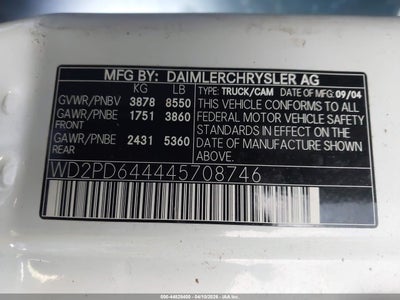 MFG BY: DAIMLERCHRYSLER AG
KG LB
GVWR/PNBV 3878 8550
GAWR/PNBE 1751 3860
FRONT
GAWR/PNBE 2431 5360
REAR
TYPE: TRUCK/CAM DATE OF MFG: 09/04
THIS VEHICLE CONFORMS TO ALL
FEDERAL MOTOR VEHICLE SAFETY
STANDARDS IN EFFECT ON THE
DATE OF MANUFACTURE SHOWN
ABOVE.
WD2PD644445708746